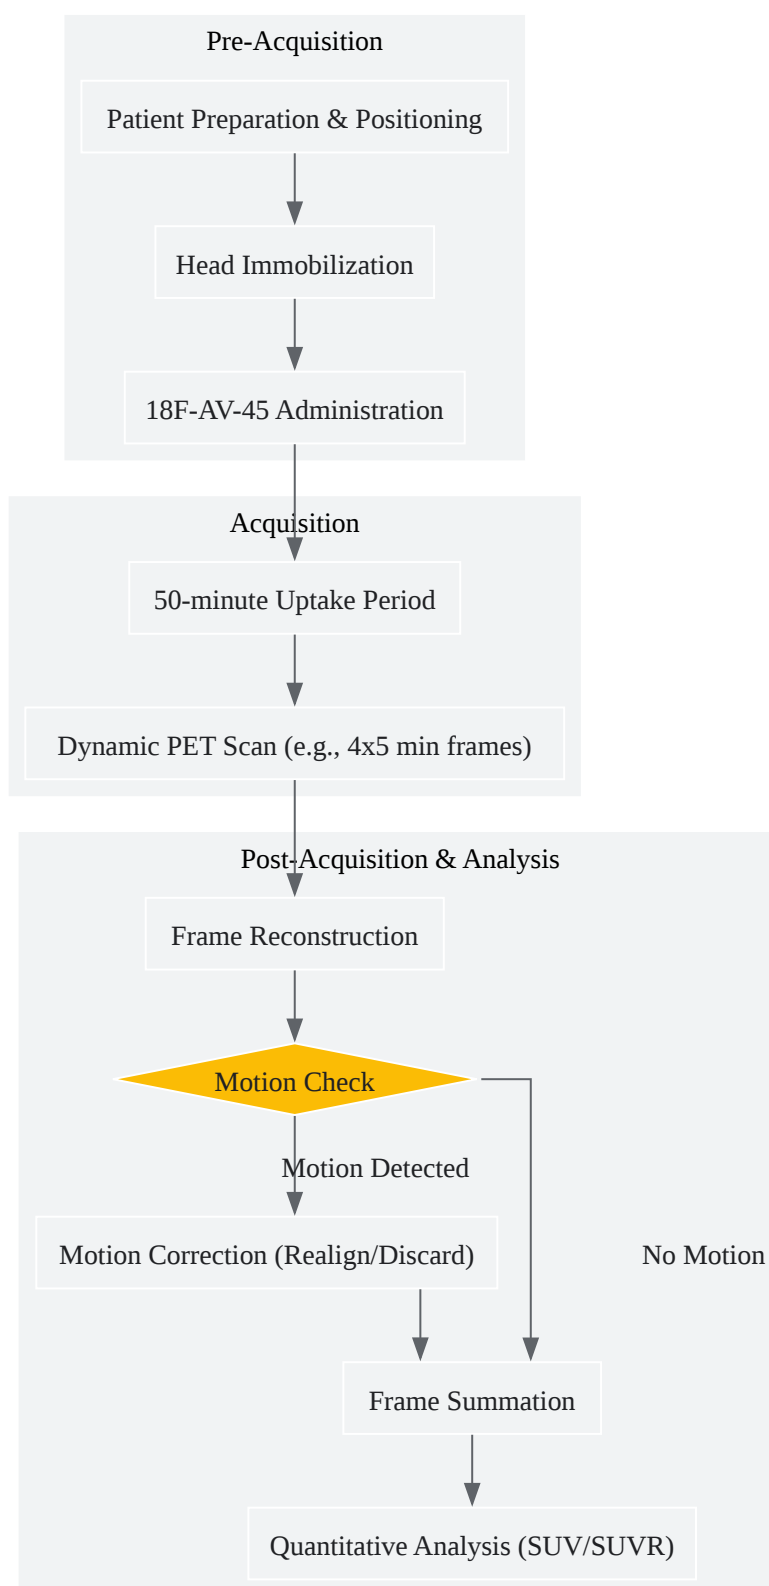 Pre-Acquisition
Patient Preparation & Positioning
Head Immobilization
18F-AV-45 Administration
Acquisition
50-minute Uptake Period
Dynamic PET Scan (e.g., 4x5 min frames)
Post-Acquisition & Analysis
Frame Reconstruction
Motion Check
Motion Detected
Motion Correction (Realign/Discard)
No Motion
Frame Summation
Quantitative Analysis (SUV/SUVR)